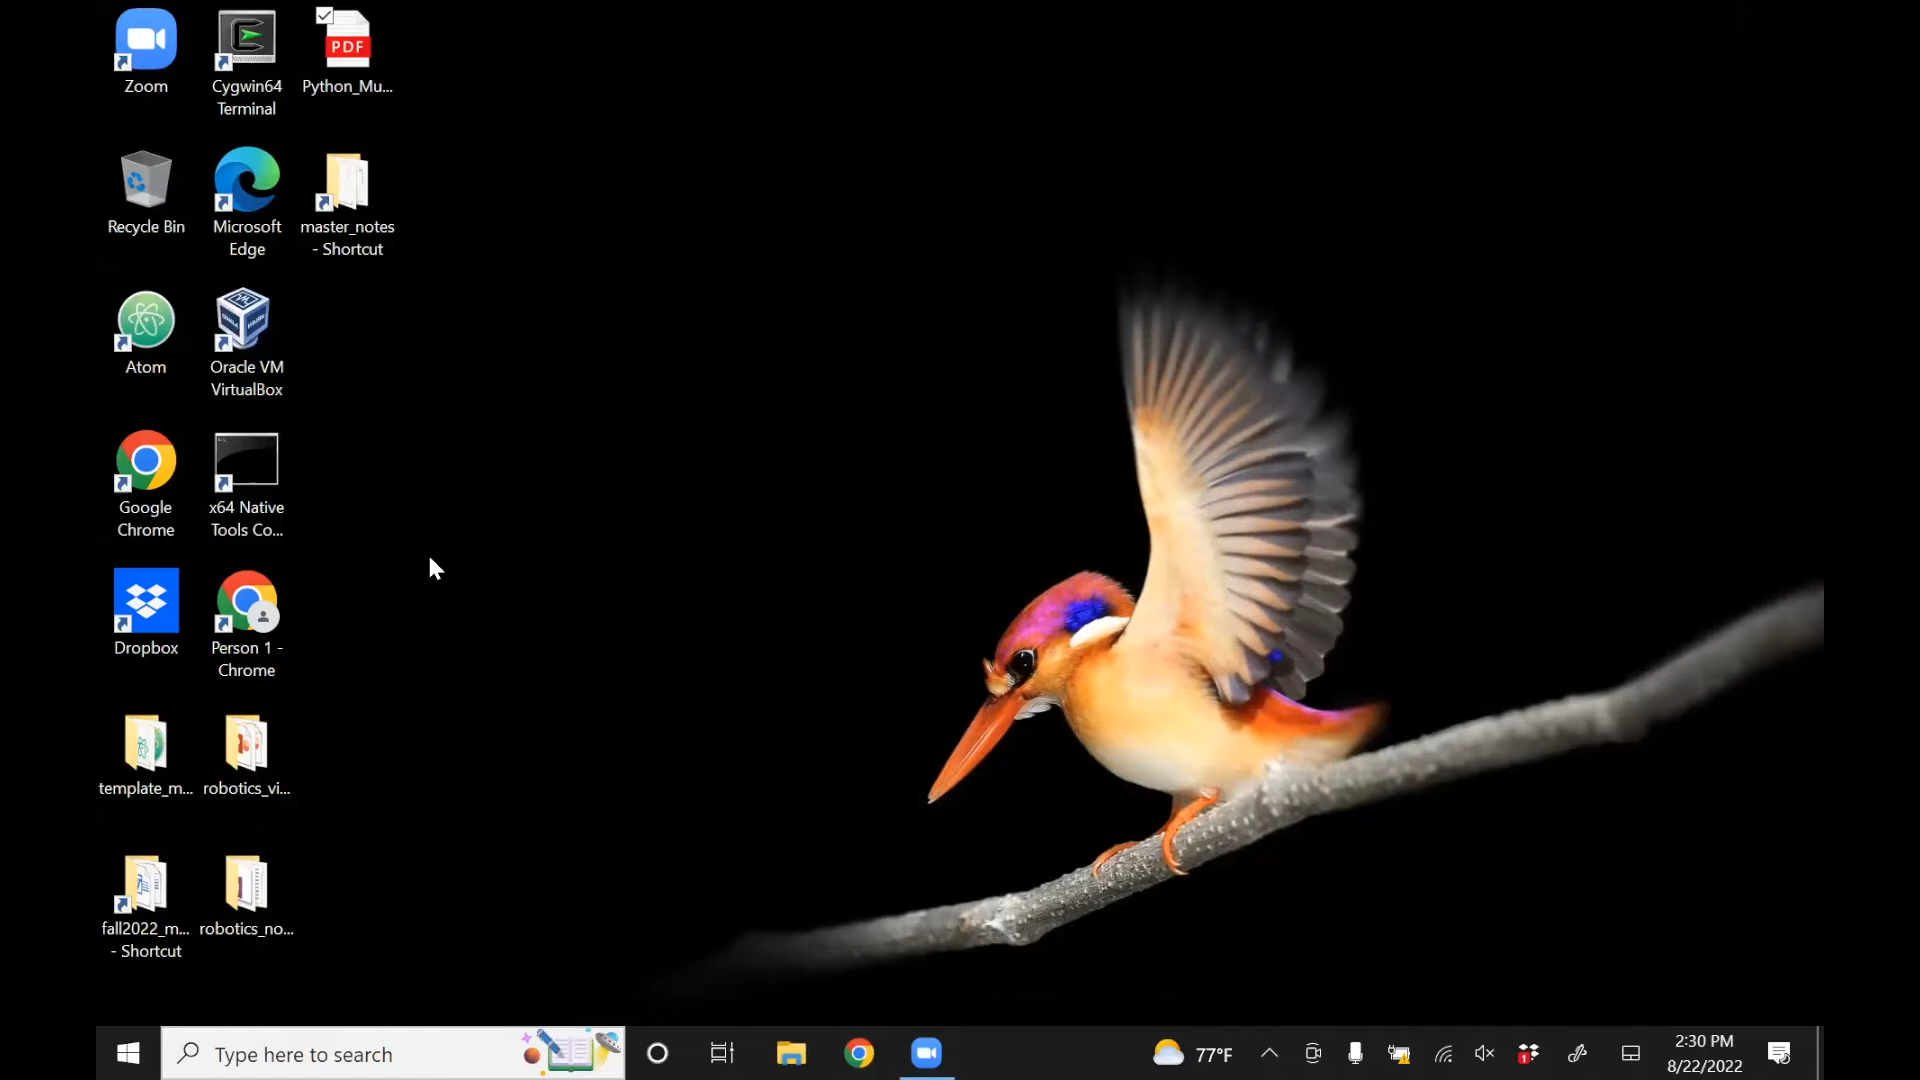 Zoom
Cygwin64
Terminal
PDF
Python_Mu...
Recycle Bin
Microsoft
Edge
master_notes
- Shortcut
Atom
Oracle VM
VirtualBox
Google
Chrome
x64 Native
Tools Co...
Dropbox
Person 1 -
Chrome
template_m...
robotics_vi...
fall2022_m...
- Shortcut
robotics_no...
Type here to search
77°F
1
2:30 PM
8/22/2022